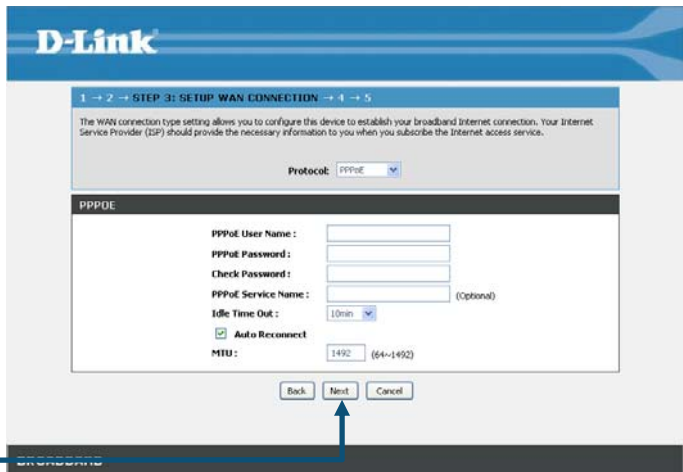 D-Link
1 → 2 → STEP 3: SETUP WAN CONNECTION → 4 → 5
The WAN connection type setting allows you to configure this device to establish your broadband Internet connection. Your Internet
Service Provider (ISP) should provide the necessary information to you when you subscribe the Internet access service.
Protocol: PPPoE
PPPOE
PPPoE User Name :
PPPoE Password :
Check Password :
PPPoE Service Name : (Optional)
Idle Time Out : 10min
Auto Reconnect
MTU : 1492 (64~1492)
Back Next Cancel
BROADBAND